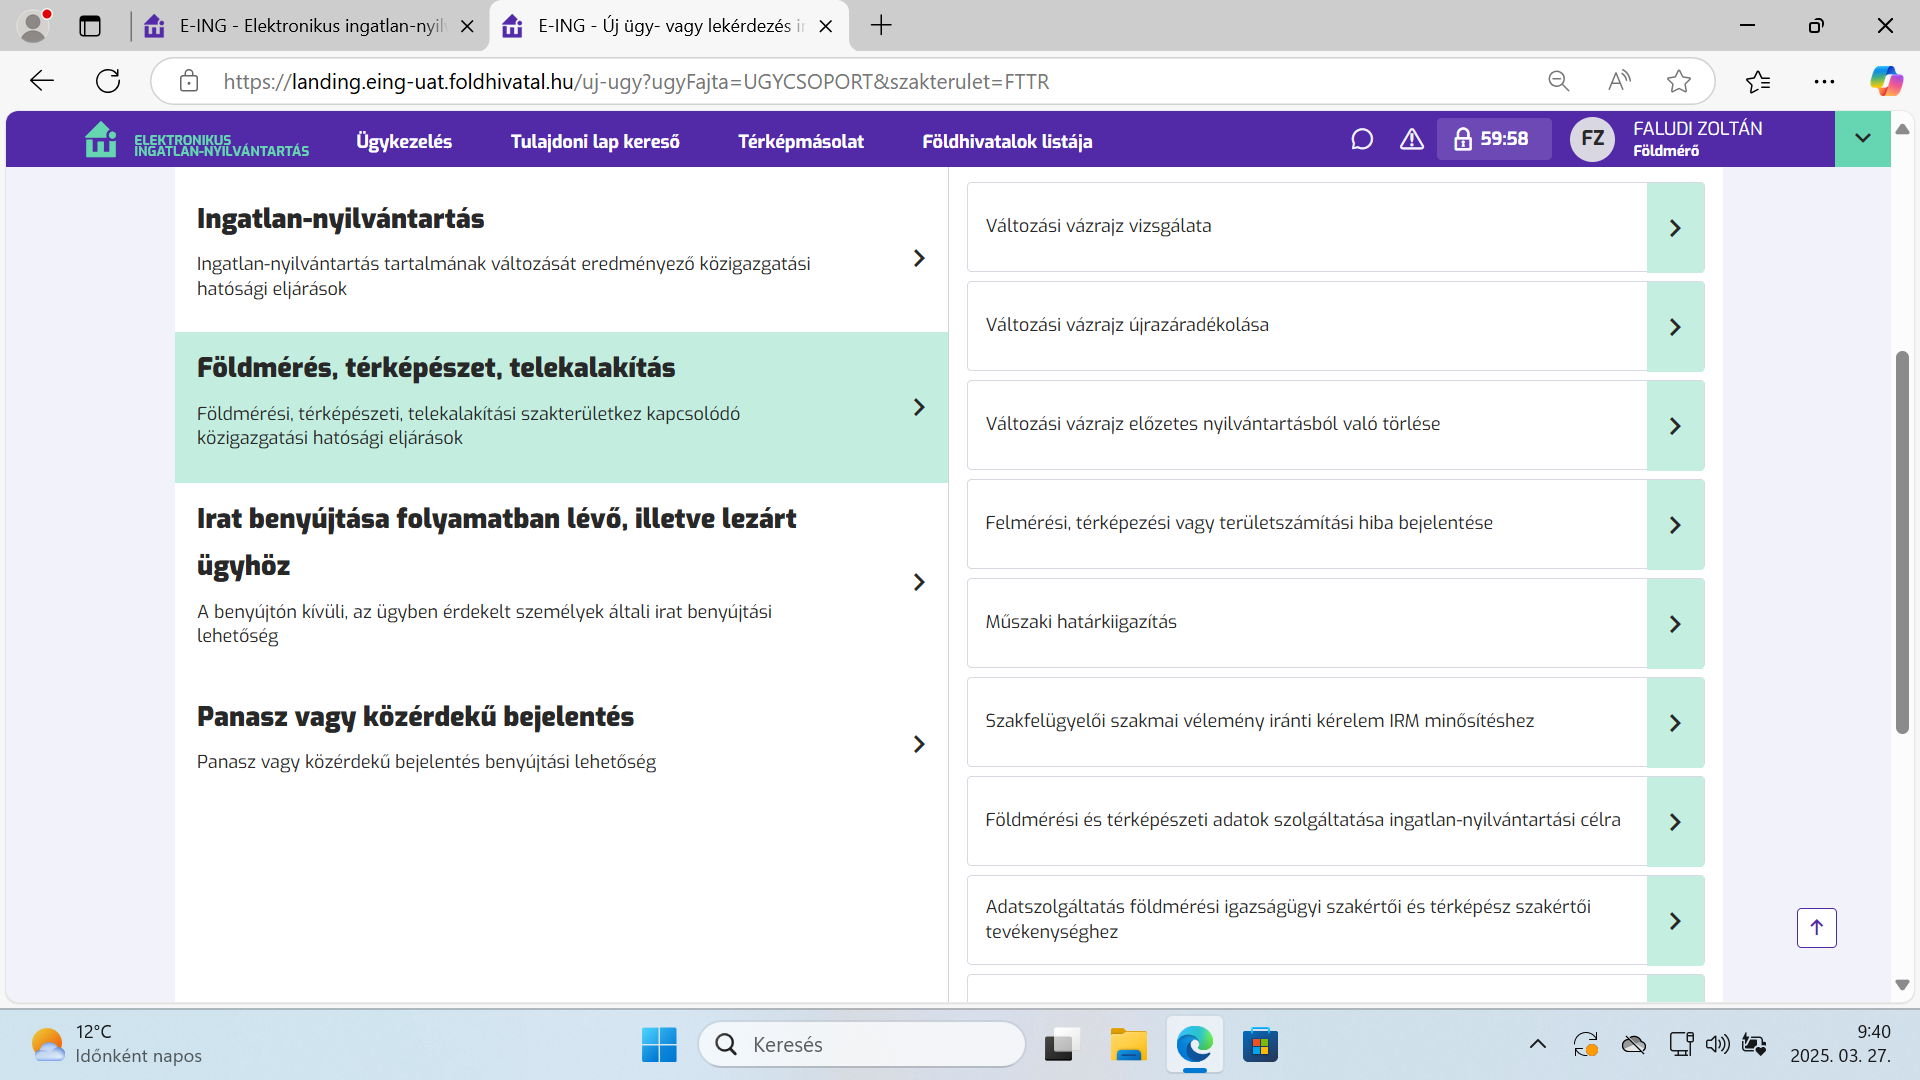 E-ING - Elektronikus ingatlan-nyil
E-ING - Új ügy- vagy lekérdezés i
https://landing.eing-uat.foldhivatal.hu/uj-ugy?ugyFajta=UGYCSOPORT&szakterulet=FTTR
ELEKTRONIKUS
INGATLAN-NYILVÁNTARTÁS
Ügykezelés
Tulajdoni lap kereső
Térképmásolat
Földhivatalok listája
59:58
FZ
FALUDI ZOLTÁN
Földmérő
Ingatlan-nyilvántartás
Ingatlan-nyilvántartás tartalmának változását eredményező közigazgatási
hatósági eljárások
Földmérés, térképészet, telekalakítás
Földmérési, térképészeti, telekalakítási szakterületkez kapcsolódó
közigazgatási hatósági eljárások
Irat benyújtása folyamatban lévő, illetve lezárt
ügyhöz
A benyújtón kívüli, az ügyben érdekelt személyek általi irat benyújtási
lehetőség
Panasz vagy közérdekű bejelentés
Panasz vagy közérdekű bejelentés benyújtási lehetőség
Változási vázrajz vizsgálata
Változási vázrajz újrazáradékolása
Változási vázrajz előzetes nyilvántartásból való törlése
Felmérési, térképezési vagy területszámítási hiba bejelentése
Műszaki határkiigazítás
Szakfelügyelői szakmai vélemény iránti kérelem IRM minősítéshez
Földmérési és térképészeti adatok szolgáltatása ingatlan-nyilvántartási célra
Adatszolgáltatás földmérési igazságügyi szakértői és térképész szakértői
tevékenységhez
12°C
Időnként napos
Keresés
9:40
2025. 03. 27.